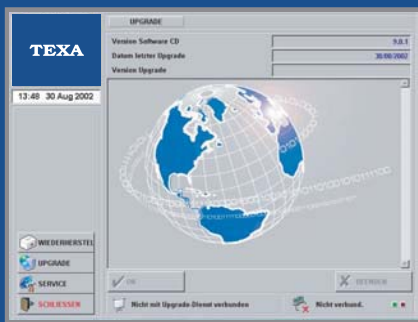 UPGRADE
TEXA
Version Software CD 9.0.1
Datum letzter Upgrade 30/08/2002
Version Upgrade
13:48 30 Aug 2002
WIEDERHERSTEL
UPGRADE
SERVICE
SCHLIESSEN
OK
BEENDEN
Nicht mit Upgrade-Dienst verbunden
Nicht verbund.